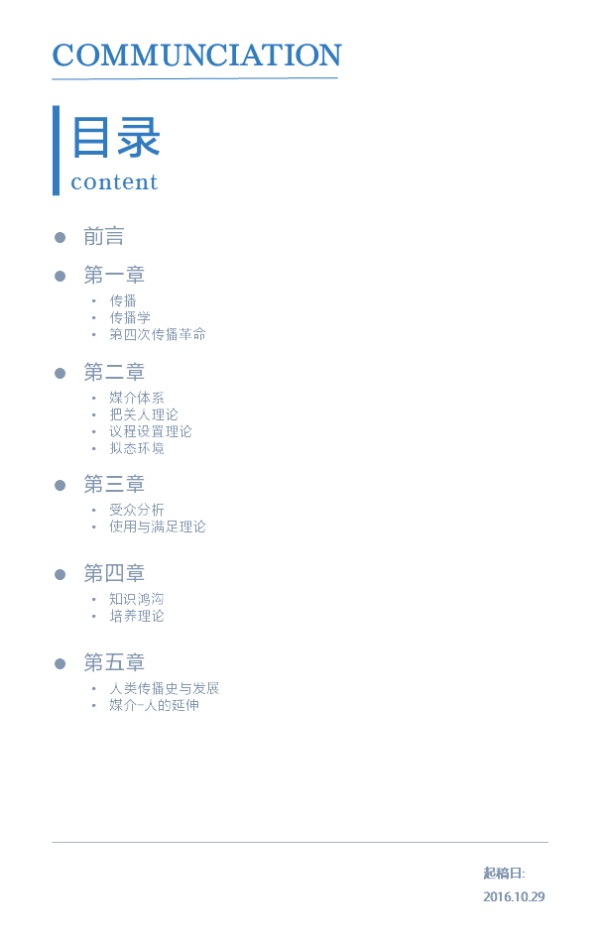 COMMUNCIATION
目录
content
前言
第一章
传播
传播学
第四次传播革命
第二章
媒介体系
把关人理论
议程设置理论
拟态环境
第三章
受众分析
使用与满足理论
第四章
知识鸿沟
培养理论
第五章
人类传播史与发展
媒介-人的延伸
起稿日:
2016.10.29